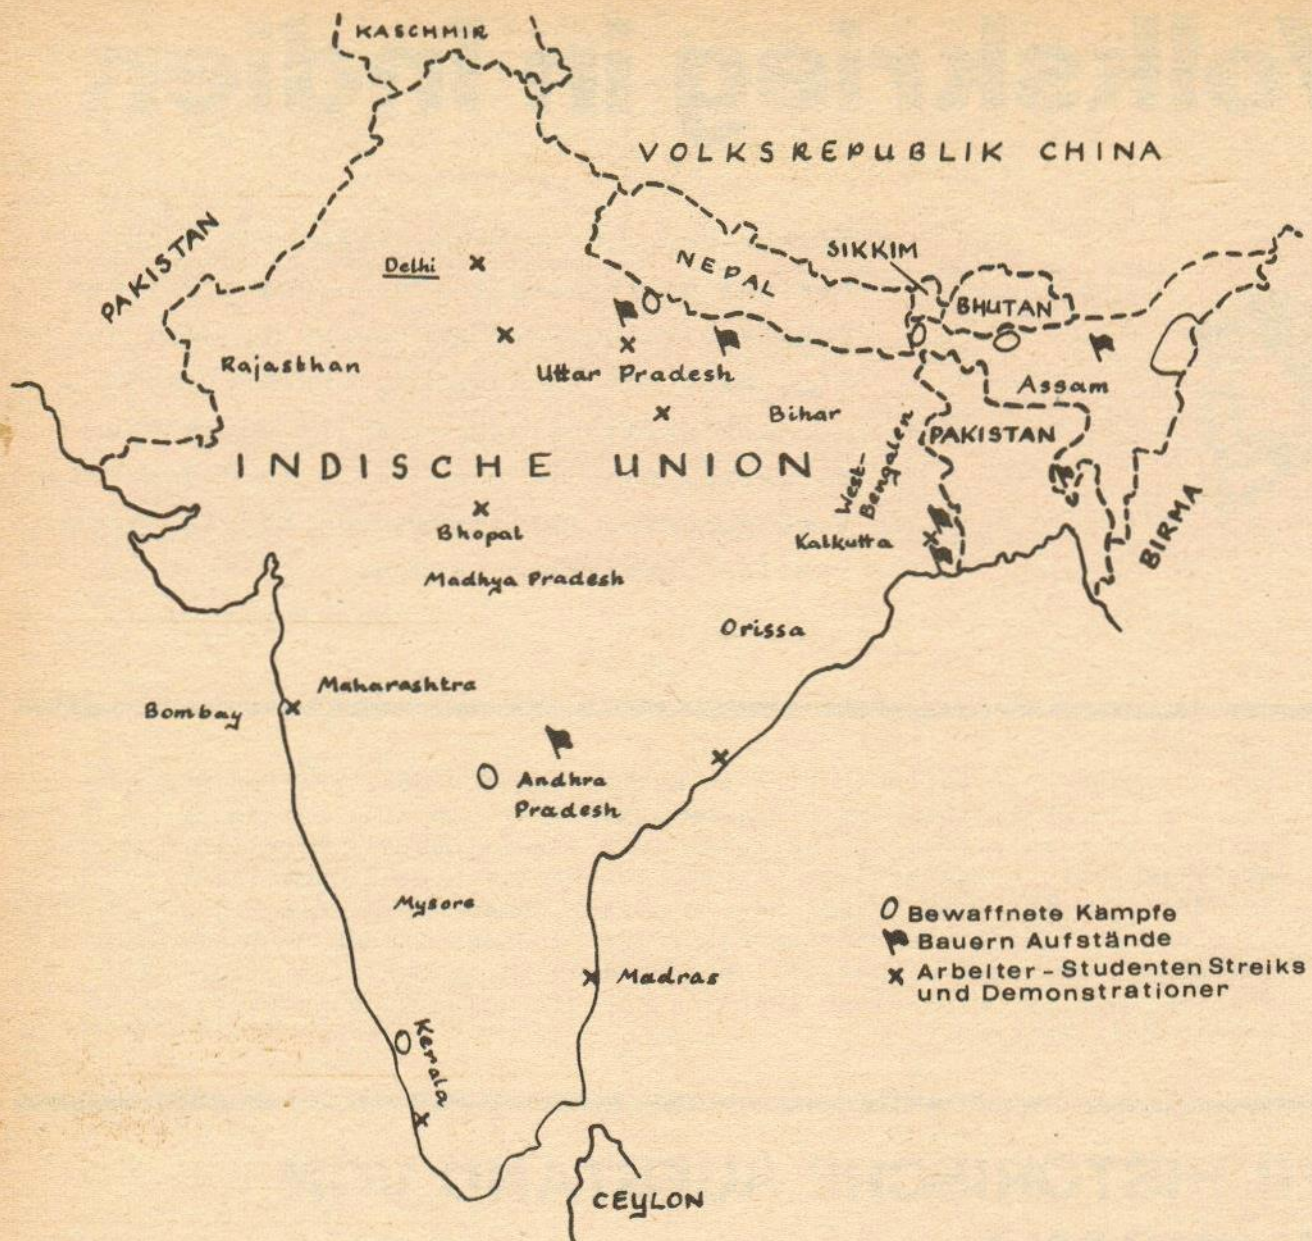 KASCHMIR
VOLKSREPUBLIK CHINA
PAKISTAN
Delhi
NEPAL
SIKKIM
BHUTAN
Rajasthan
Uttar Pradesh
Assam
Bihar
West-
Bengalen
PAKISTAN
INDISCHE UNION
BIRMA
Bhopal
Kalkutta
Madhya Pradesh
Orissa
Maharashtra
Bombay
Andhra
Pradesh
Mysore
Madras
Kerala
CEYLON
Bewaffnete Kämpfe
Bauern Aufstände
Arbeiter - Studenten Streiks
und Demonstrationer